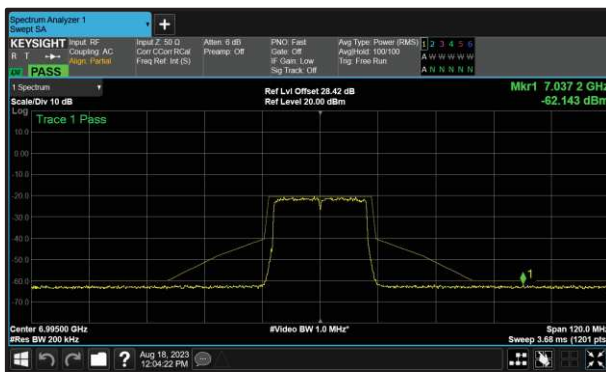 Spectrum Analyzer 1
Swept SA
+
KEYSIGHT Input: RF Input Z: 50 Ω Atten: 6 dB PNO: Fast Avg Type: Power (RMS) 1 2 3 4 5 6
R T Coupling: AC Corr CCorr RCal Preamp: Off Gate: Off Avg|Hold: 100/100 A W W W W W
Align: Partial Freq Ref: Int (S) IF Gain: Low Trig: Free Run
PASS Sig Track: Off A N N N N N
1 Spectrum Ref Lvl Offset 28.42 dB Mkr1 7.037 2 GHz
Scale/Div 10 dB Ref Level 20.00 dBm -62.143 dBm
Log Trace 1 Pass
10.0
0.00
-10.0
-20.0
-30.0
-40.0
-50.0
-60.0
-70.0
1
Center 6.99500 GHz #Video BW 1.0 MHz* Span 120.0 MHz
#Res BW 200 kHz Sweep 3.68 ms (1201 pts)
? Aug 18, 2023
12:04:22 PM